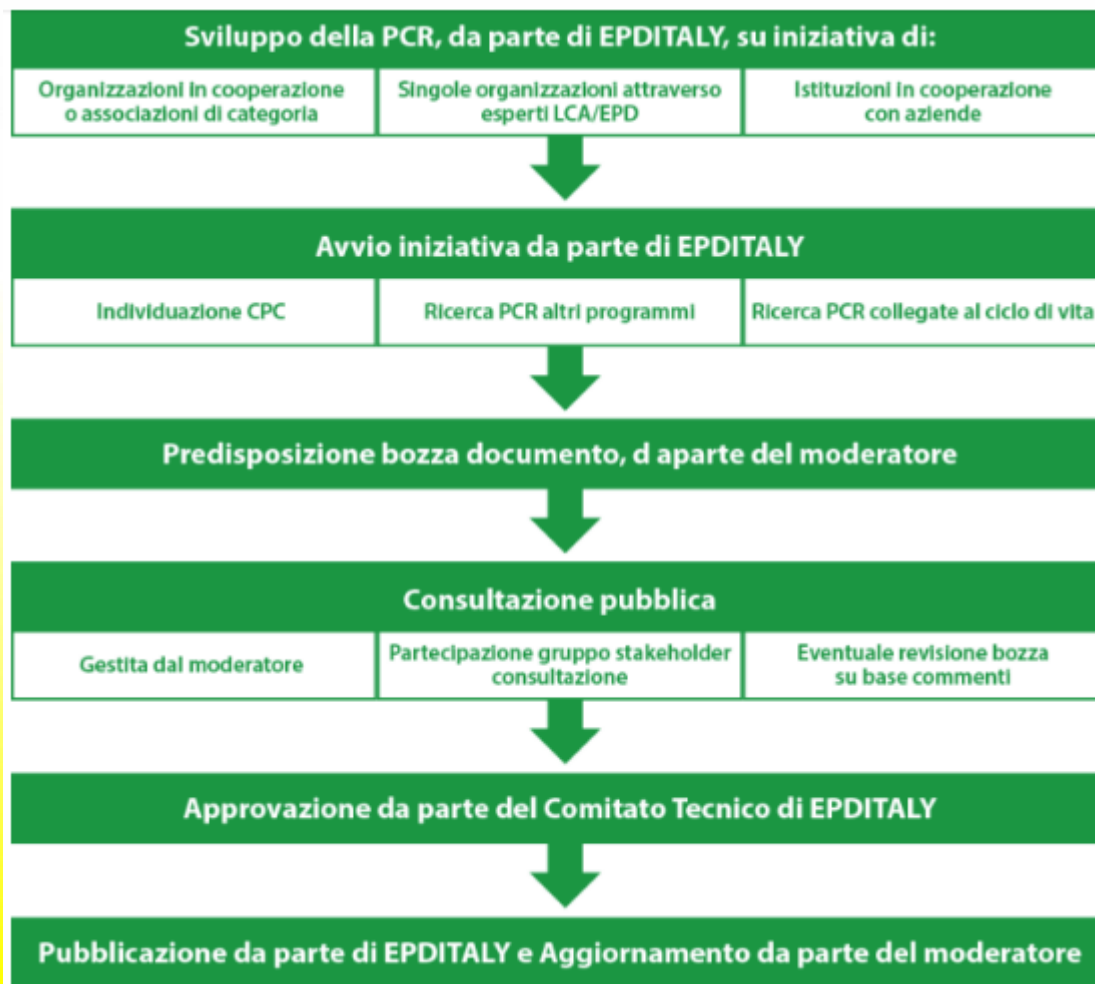 Sviluppo della PCR, da parte di EPDITALY, su iniziativa di:
Organizzazioni in cooperazione
o associazioni di categoria
Singole organizzazioni attraverso
esperti LCA/EPD
Istituzioni in cooperazione
con aziende
Avvio iniziativa da parte di EPDITALY
Individuazione CPC
Ricerca PCR altri programmi
Ricerca PCR collegate al ciclo di vita
Predisposizione bozza documento, d aparte del moderatore
Consultazione pubblica
Gestita dal moderatore
Partecipazione gruppo stakeholder
consultazione
Eventuale revisione bozza
su base commenti
Approvazione da parte del Comitato Tecnico di EPDITALY
Pubblicazione da parte di EPDITALY e Aggiornamento da parte del moderatore